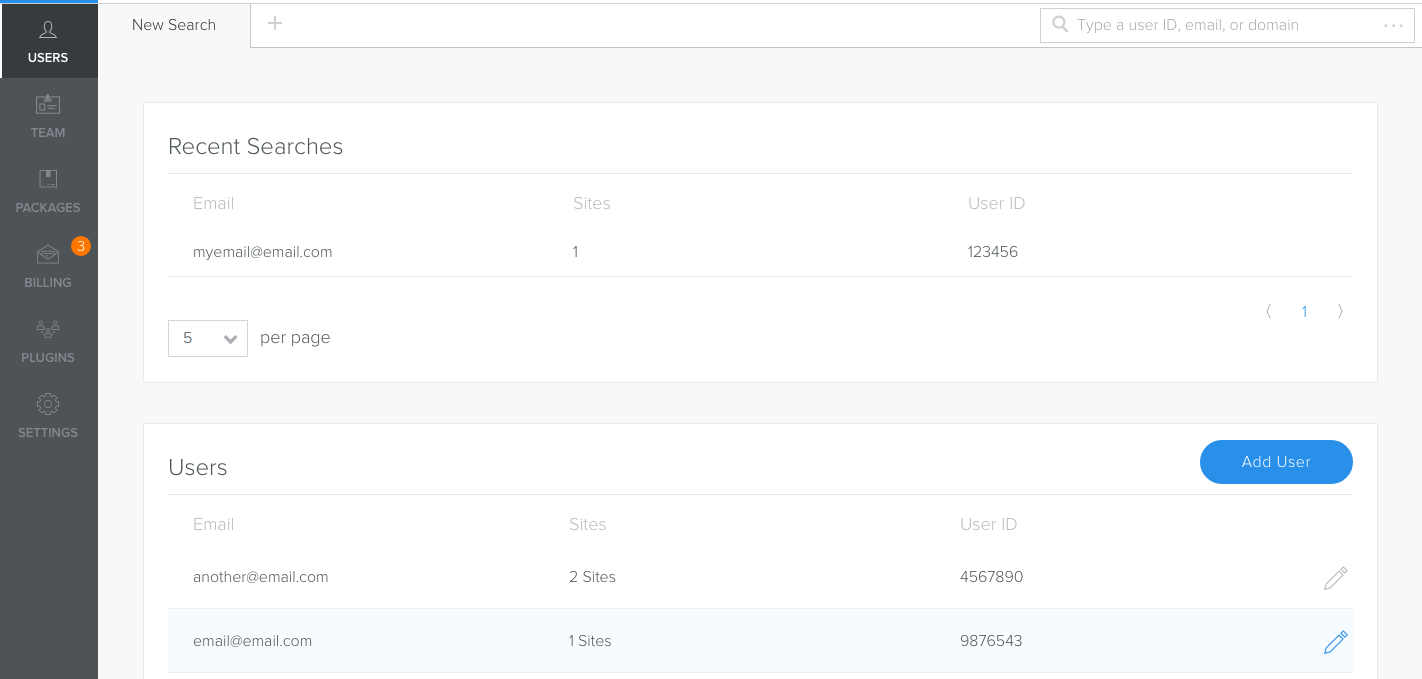 New Search
Type a user ID, email, or domain
USERS
TEAM
PACKAGES
3
BILLING
PLUGINS
SETTINGS
Recent Searches
Email Sites User ID
myemail@email.com 1 123456
1
5 per page
Users Add User
Email Sites User ID
another@email.com 2 Sites 4567890
email@email.com 1 Sites 9876543